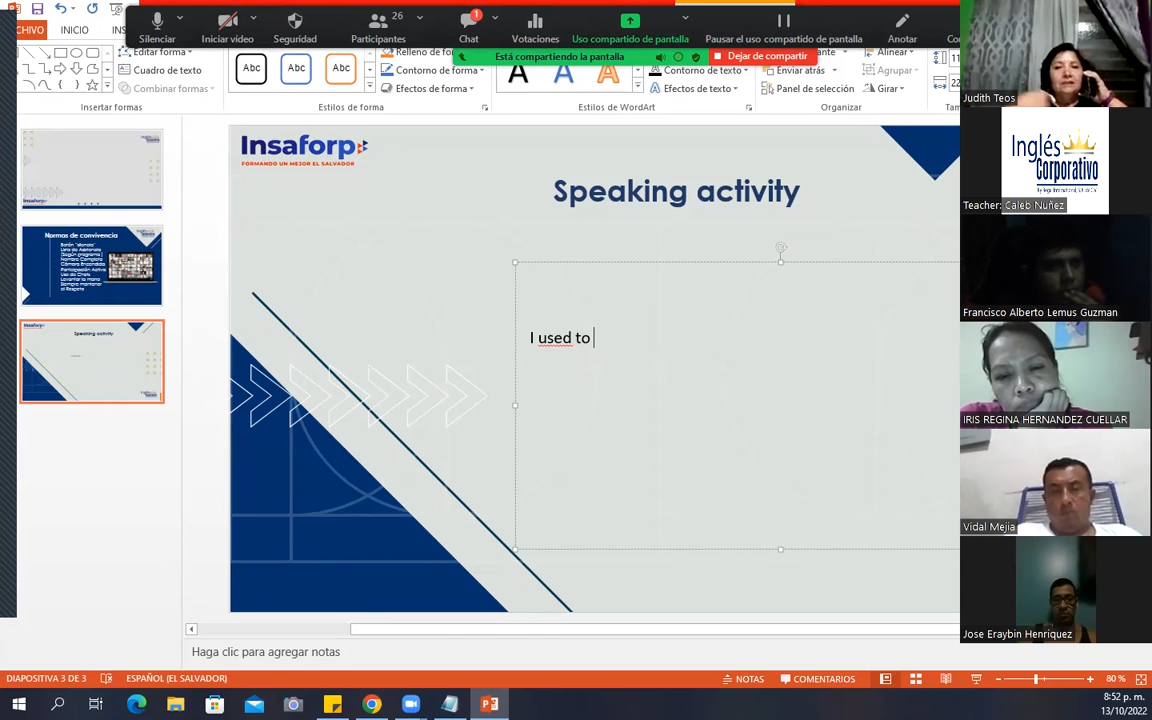 26
1
Silenciar
Iniciar vídeo
Seguridad
Participantes
Chat
Votaciones
Uso compartido de pantalla
Pausar el uso compartido de pantalla
Anotar
Está compartiendo la pantalla
Dejar de compartir
INICIO
Editar forma
Cuadro de texto
Combinar formas
Insertar formas
Abc
Abc
Abc
Relleno de forma
Contorno de forma
Efectos de forma
Estilos de forma
A
A
A
Contorno de texto
Efectos de texto
Estilos de WordArt
Enviar atrás
Panel de selección
Alinear
Agrupar
Girar
Organizar
Normas de convivencia
Speaking activity
Insaforp
FORMANDO UN MEJOR EL SALVADOR
Speaking activity
I used to
Haga clic para agregar notas
DIAPOSITIVA 3 DE 3
ESPAÑOL (EL SALVADOR)
NOTAS
COMENTARIOS
80 %
8:52 p. m.
13/10/2022
Judith Teos
Inglés
Corporativo
Teacher: Caleb Nuñez
Francisco Alberto Lemus Guzman
IRIS REGINA HERNANDEZ CUELLAR
Vidal Mejia
Jose Eraybin Henriquez